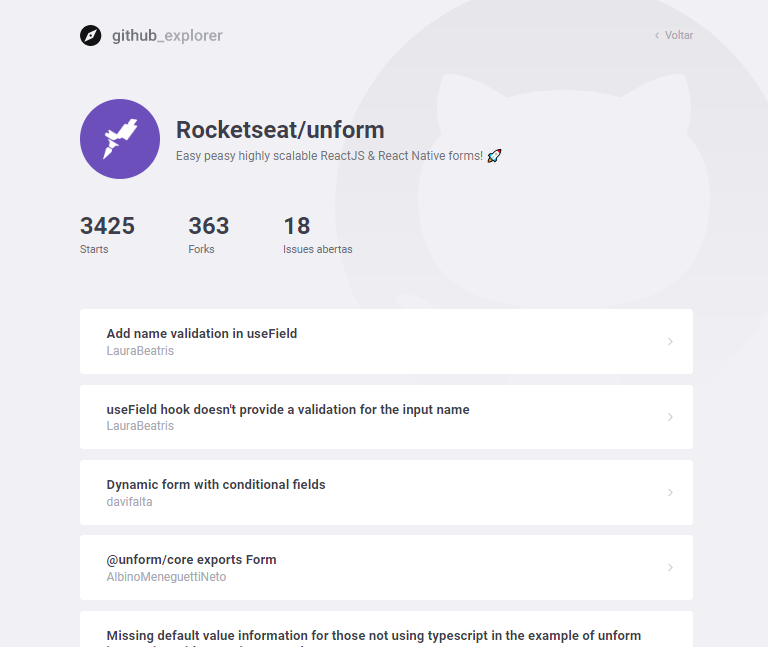 github_explorer
Voltar
Rocketseat/unform
Easy peasy highly scalable ReactJS & React Native forms! 🚀
3425 363 18
Starts Forks Issues abertas
Add name validation in useField
LauraBeatris
useField hook doesn't provide a validation for the input name
LauraBeatris
Dynamic form with conditional fields
davifalta
@unform/core exports Form
AlbinoMeneguettiNeto
Missing default value information for those not using typescript in the example of unform